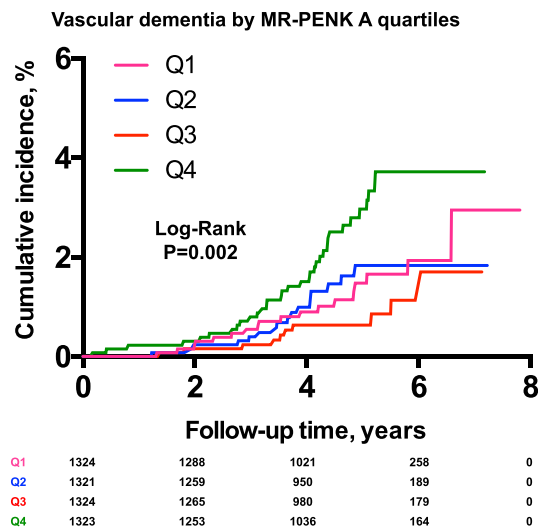 Vascular dementia by MR-PENK A quartiles
Cumulative incidence, %
6
4
2
0
Q1
Q2
Q3
Q4
Log-Rank
P=0.002
0 2 4 6 8
Follow-up time, years
Q1 1324 1288 1021 258 0
Q2 1321 1259 950 189 0
Q3 1324 1265 980 179 0
Q4 1323 1253 1036 164 0